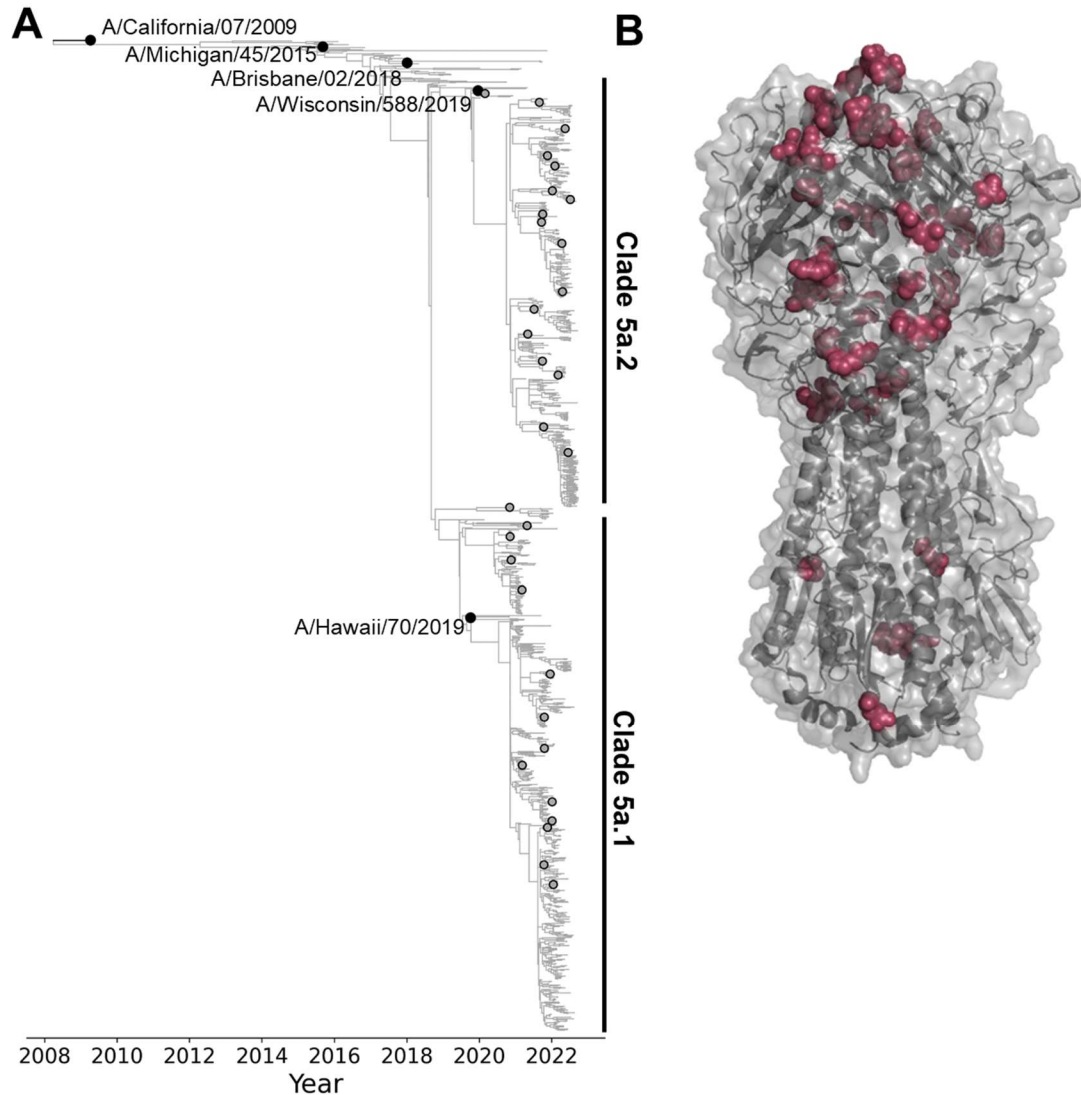 A
B
A/California/07/2009
A/Michigan/45/2015
A/Brisbane/02/2018
A/Wisconsin/588/2019
Clade 5a.2
A/Hawaii/70/2019
Clade 5a.1
2008 2010 2012 2014 2016 2018 2020 2022
Year